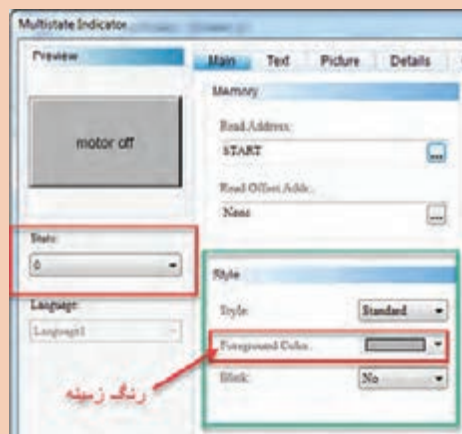 Multistate Indicator
Preview
Main Text Picture Details
Memory
motor off
Read Address:
START
Read Offset Addr.
None
State:
0
Style
Language:
Language1
Style: Standard
Foreground Color:
Blink: No
رنگ زمینه